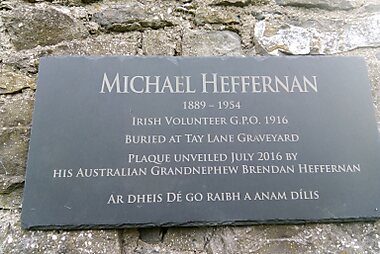 MICHAEL HEFFERNAN
1889 – 1954
IRISH VOLUNTEER G.P.O. 1916
BURIED AT TAY LANE GRAVEYARD
PLAQUE UNVEILED JULY 2016 BY
HIS AUSTRALIAN GRANDNEPHEW BRENDAN HEFFERNAN
AR DHEIS DÉ GO RAIBH A ANAM DÍLIS